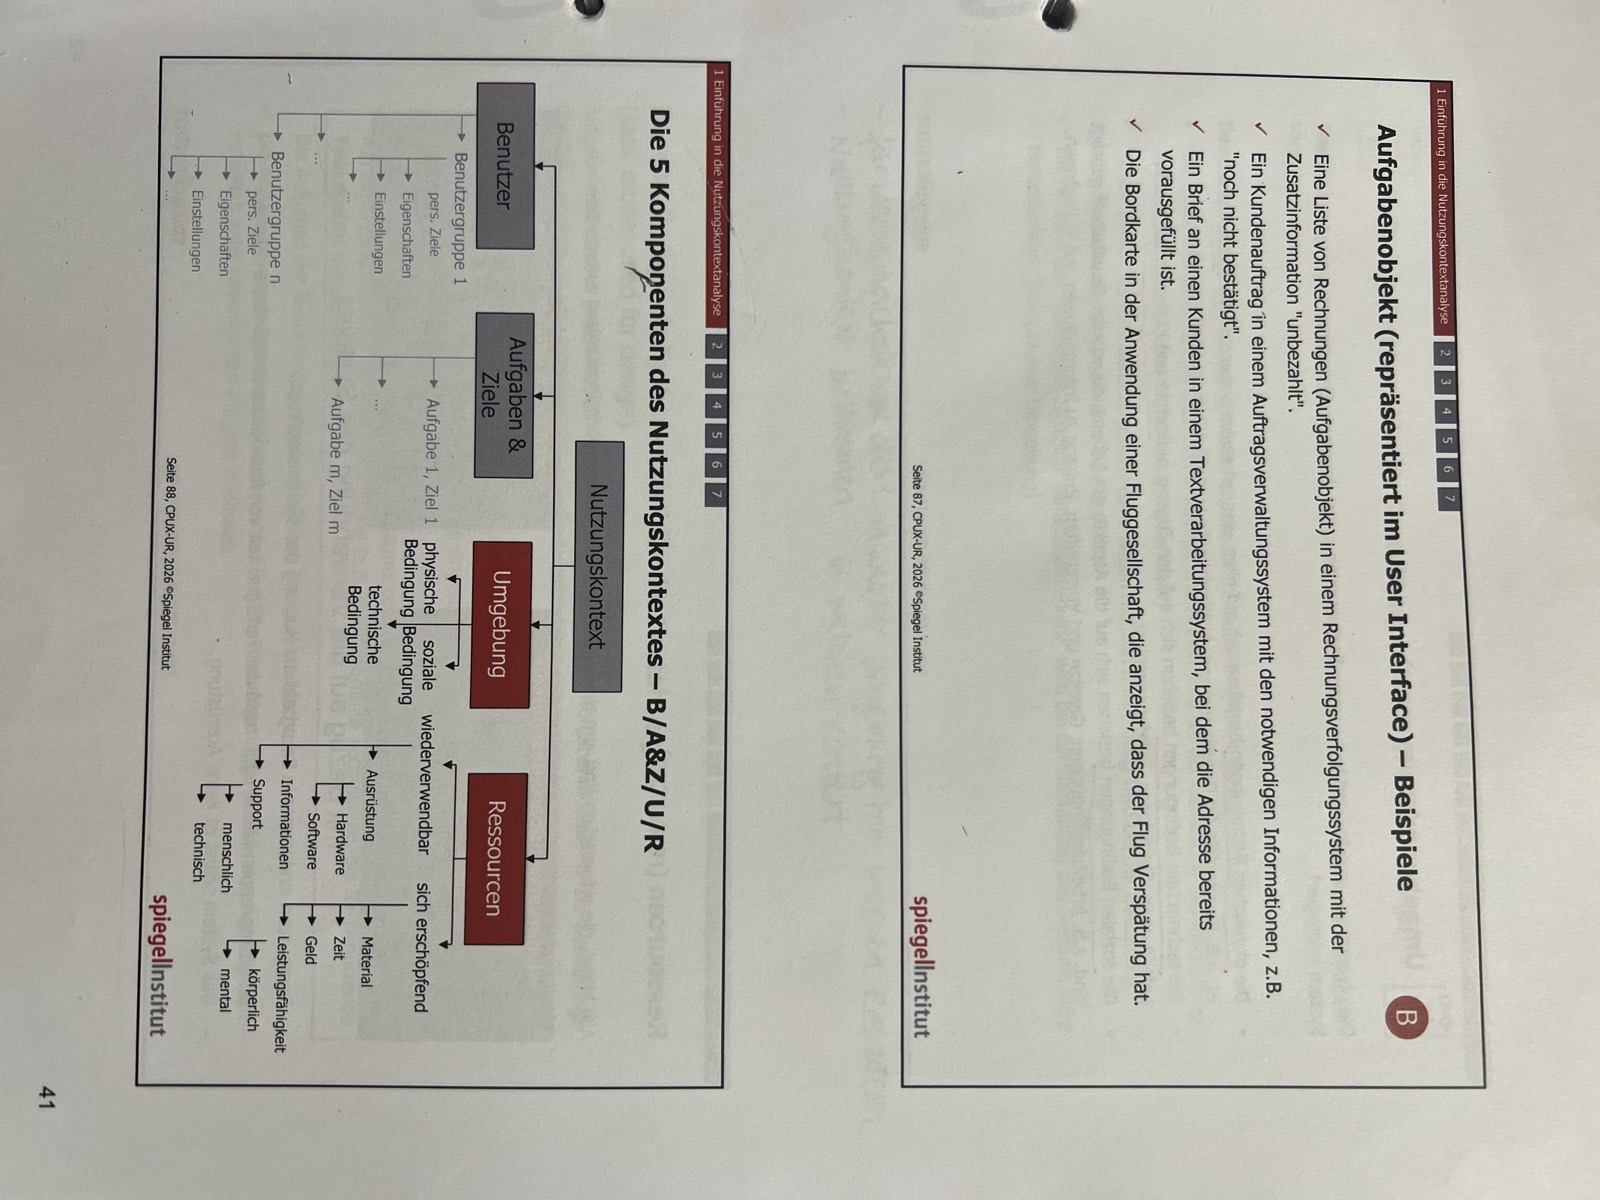 1 Einführung in die Nutzungskontextanalyse 2 3 4 5 6 7
Aufgabenobjekt (repräsentiert im User Interface) – Beispiele
B
✓ Eine Liste von Rechnungen (Aufgabenobjekt) in einem Rechnungsverfolgungssystem mit der
Zusatzinformation "unbezahlt".
✓ Ein Kundenauftrag in einem Auftragsverwaltungssystem mit den notwendigen Informationen, z.B.
"noch nicht bestätigt".
✓ Ein Brief an einen Kunden in einem Textverarbeitungssystem, bei dem die Adresse bereits
vorausgefüllt ist.
✓ Die Bordkarte in der Anwendung einer Fluggesellschaft, die anzeigt, dass der Flug Verspätung hat.
Seite 87, CPUX-UR, 2026 ©Spiegel Institut
spiegelInstitut
1 Einführung in die Nutzungskontextanalyse 2 3 4 5 6 7
Die 5 Komponenten des Nutzungskontextes – B/A&Z/U/R
Nutzungskontext
Benutzer
Benutzergruppe 1
pers. Ziele
Eigenschaften
Einstellungen
...
...
Benutzergruppe n
pers. Ziele
Eigenschaften
Einstellungen
...
Aufgaben &
Ziele
Aufgabe 1, Ziel 1
...
Aufgabe m, Ziel m
Umgebung
physische
Bedingung
soziale
Bedingung
technische
Bedingung
Ressourcen
wiederverwendbar
Ausrüstung
Hardware
Software
Informationen
Support
menschlich
technisch
sich erschöpfend
Material
Zeit
Geld
Leistungsfähigkeit
körperlich
mental
Seite 88, CPUX-UR, 2026 ©Spiegel Institut
spiegelInstitut
41